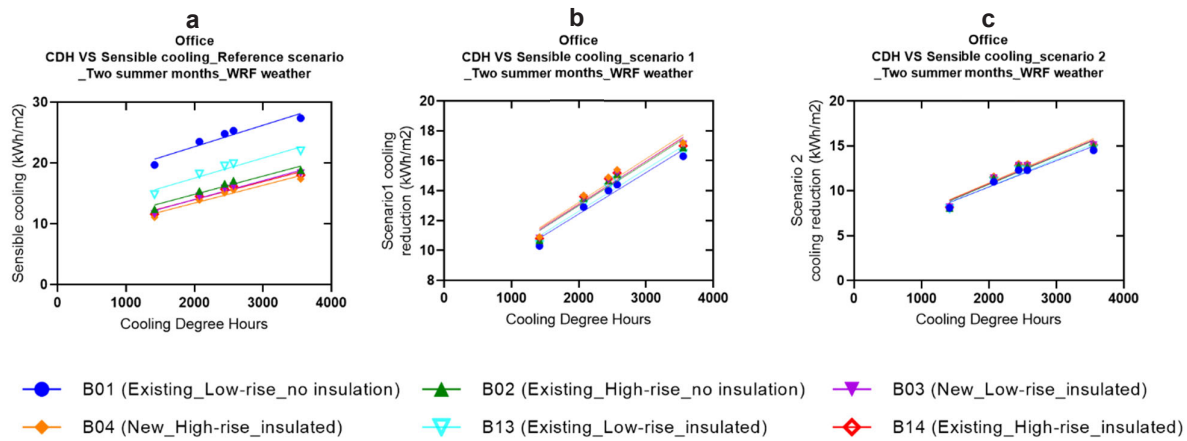 a
Office
CDH VS Sensible cooling_Reference scenario
_Two summer months_WRF weather
30
20
10
0
Sensible cooling (kWh/m2)
0
1000
2000
3000
4000
Cooling Degree Hours
b
Office
CDH VS Sensible cooling_scenario 1
_Two summer months_WRF weather
20
18
16
14
12
10
8
Scenario1 cooling
reduction (kWh/m2)
0
1000
2000
3000
4000
Cooling Degree Hours
c
Office
CDH VS Sensible cooling_scenario 2
_Two summer months_WRF weather
20
15
10
5
0
Scenario 2
cooling reduction (kWh/m2)
0
1000
2000
3000
4000
Cooling Degree Hours
B01 (Existing_Low-rise_no insulation)
B02 (Existing_High-rise_no insulation)
B03 (New_Low-rise_insulated)
B04 (New_High-rise_insulated)
B13 (Existing_Low-rise_insulated)
B14 (Existing_High-rise_insulated)